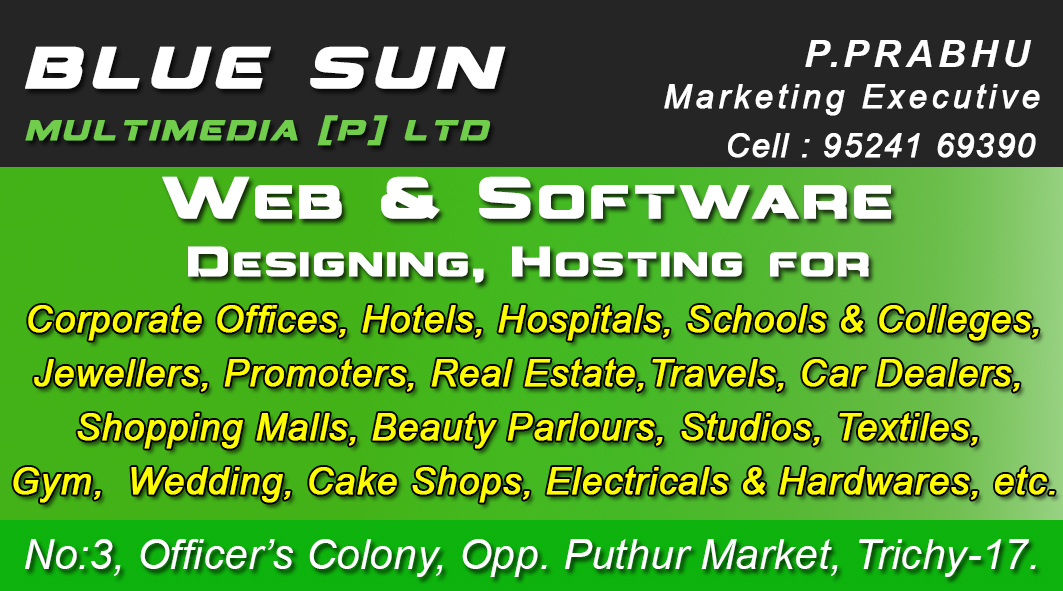 BLUE SUN
MULTIMEDIA [P] LTD
P.PRABHU
Marketing Executive
Cell : 95241 69390
WEB & SOFTWARE
DESIGNING, HOSTING FOR
Corporate Offices, Hotels, Hospitals, Schools & Colleges,
Jewellers, Promoters, Real Estate,Travels, Car Dealers,
Shopping Malls, Beauty Parlours, Studios, Textiles,
Gym, Wedding, Cake Shops, Electricals & Hardwares, etc.
No:3, Officer’s Colony, Opp. Puthur Market, Trichy-17.